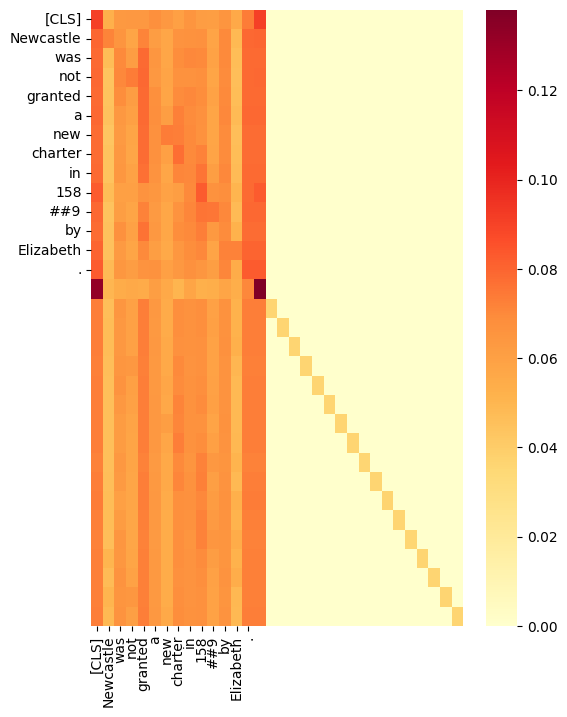 [CLS]
Newcastle
was
not
granted
a
new
charter
in
158
##9
by
Elizabeth
.
0.12
0.10
0.08
0.06
0.04
0.02
0.00
[CLS]
Newcastle
was
not
granted
a
new
charter
in
158
##9
by
Elizabeth
.